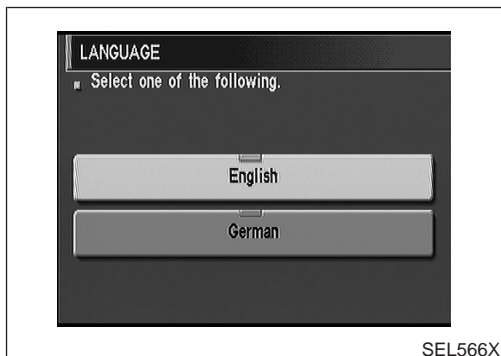 LANGUAGE
Select one of the following.
English
German
SEL566X